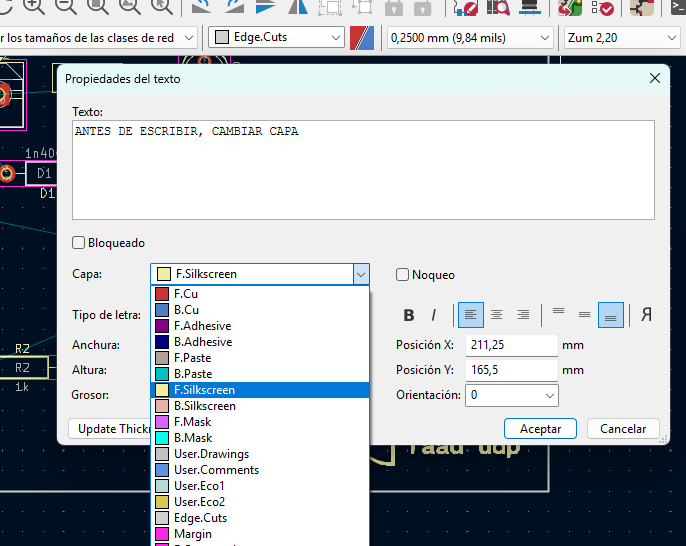 r los tamaños de las clases de red
Edge.Cuts
0,2500 mm (9,84 mils)
Zum 2,20
Propiedades del texto
Texto:
ANTES DE ESCRIBIR, CAMBIAR CAPA
1n400
D1
D1
Bloqueado
Capa:
F.Silkscreen
Noqueo
F.Cu
B.Cu
Tipo de letra:
B I
Я
F.Adhesive
B.Adhesive
Anchura:
Posición X:
211,25
mm
F.Paste
B.Paste
Altura:
Posición Y:
165,5
mm
R2
R2
1k
F.Silkscreen
Grosor:
Orientación:
0
B.Silkscreen
F.Mask
Update Thickn
Aceptar
Cancelar
B.Mask
raad udp
User.Drawings
User.Comments
User.Eco1
User.Eco2
Edge.Cuts
Margin